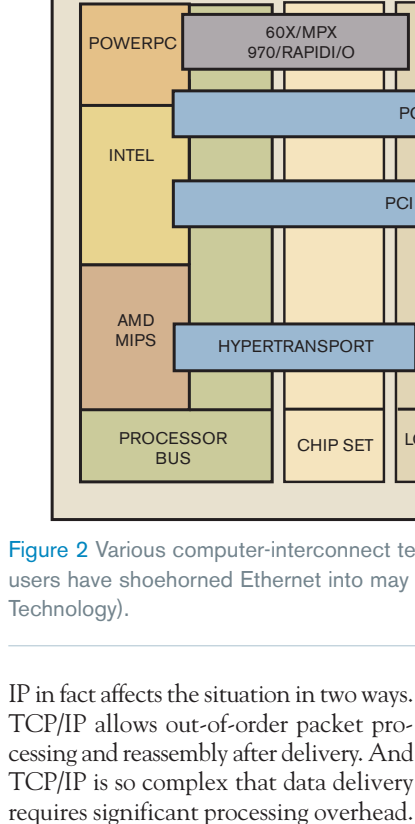 POWERPC
60X/MPX
970/RAPIDI/O
INTEL
PCI
AMD
MIPS
HYPERTRANSPORT
PROCESSOR
BUS
CHIP SET
Figure 2 Various computer-interconnect
users have shoehorned Ethernet into may
Technology).
IP in fact affects the situation in two ways.
TCP/IP allows out-of-order packet pro-
cessing and reassembly after delivery. And
TCP/IP is so complex that data delivery
requires significant processing overhead.